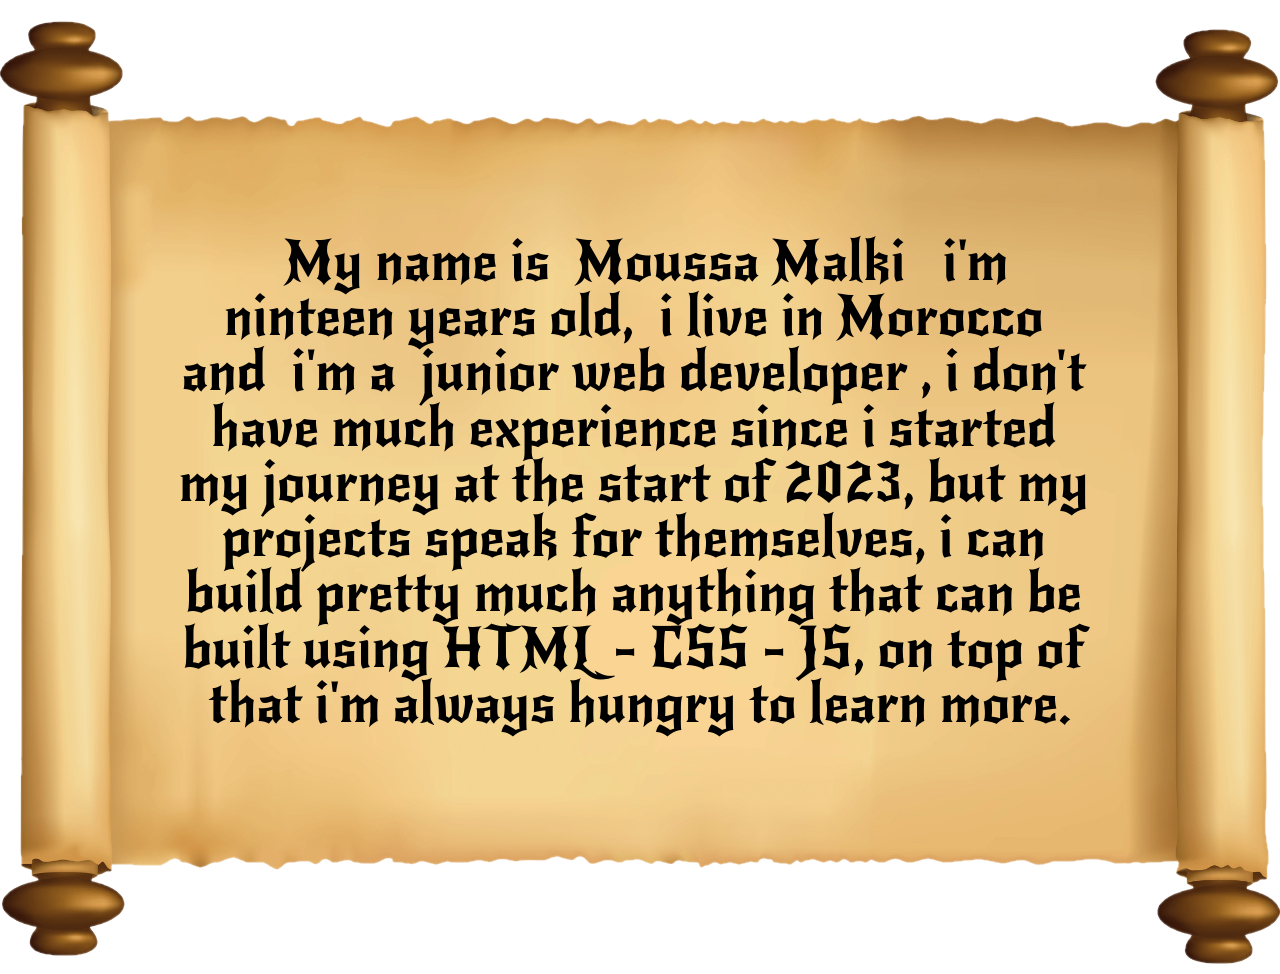 My name is Moussa Malki i'm
ninteen years old, i live in Morocco
and i'm a junior web developer , i don't
have much experience since i started
my journey at the start of 2023, but my
projects speak for themselves, i can
build pretty much anything that can be
built using HTML - CSS - JS, on top of
that i'm always hungry to learn more.